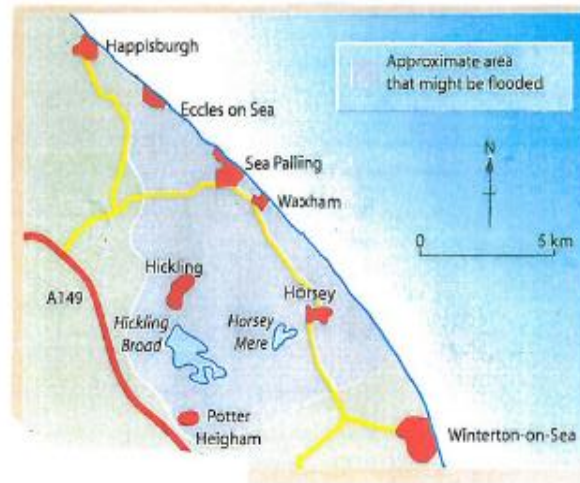 Happisburgh
Approximate area
that might be flooded
Eccles on Sea
N
Sea Palling
Waxham
0 5 km
Hickling
Horsey
A149
Hickling
Broad
Horsey
Mere
Potter
Heigham
Winterton-on-Sea